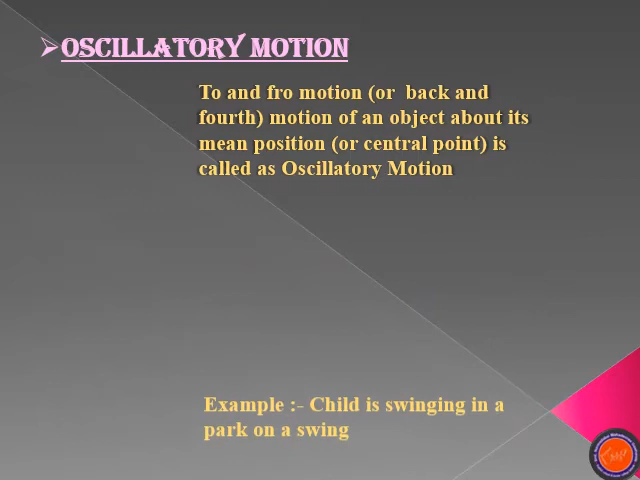 ➢OSCILLATORY MOTION
To and fro motion (or back and
fourth) motion of an object about its
mean position (or central point) is
called as Oscillatory Motion
Example :- Child is swinging in a
park on a swing